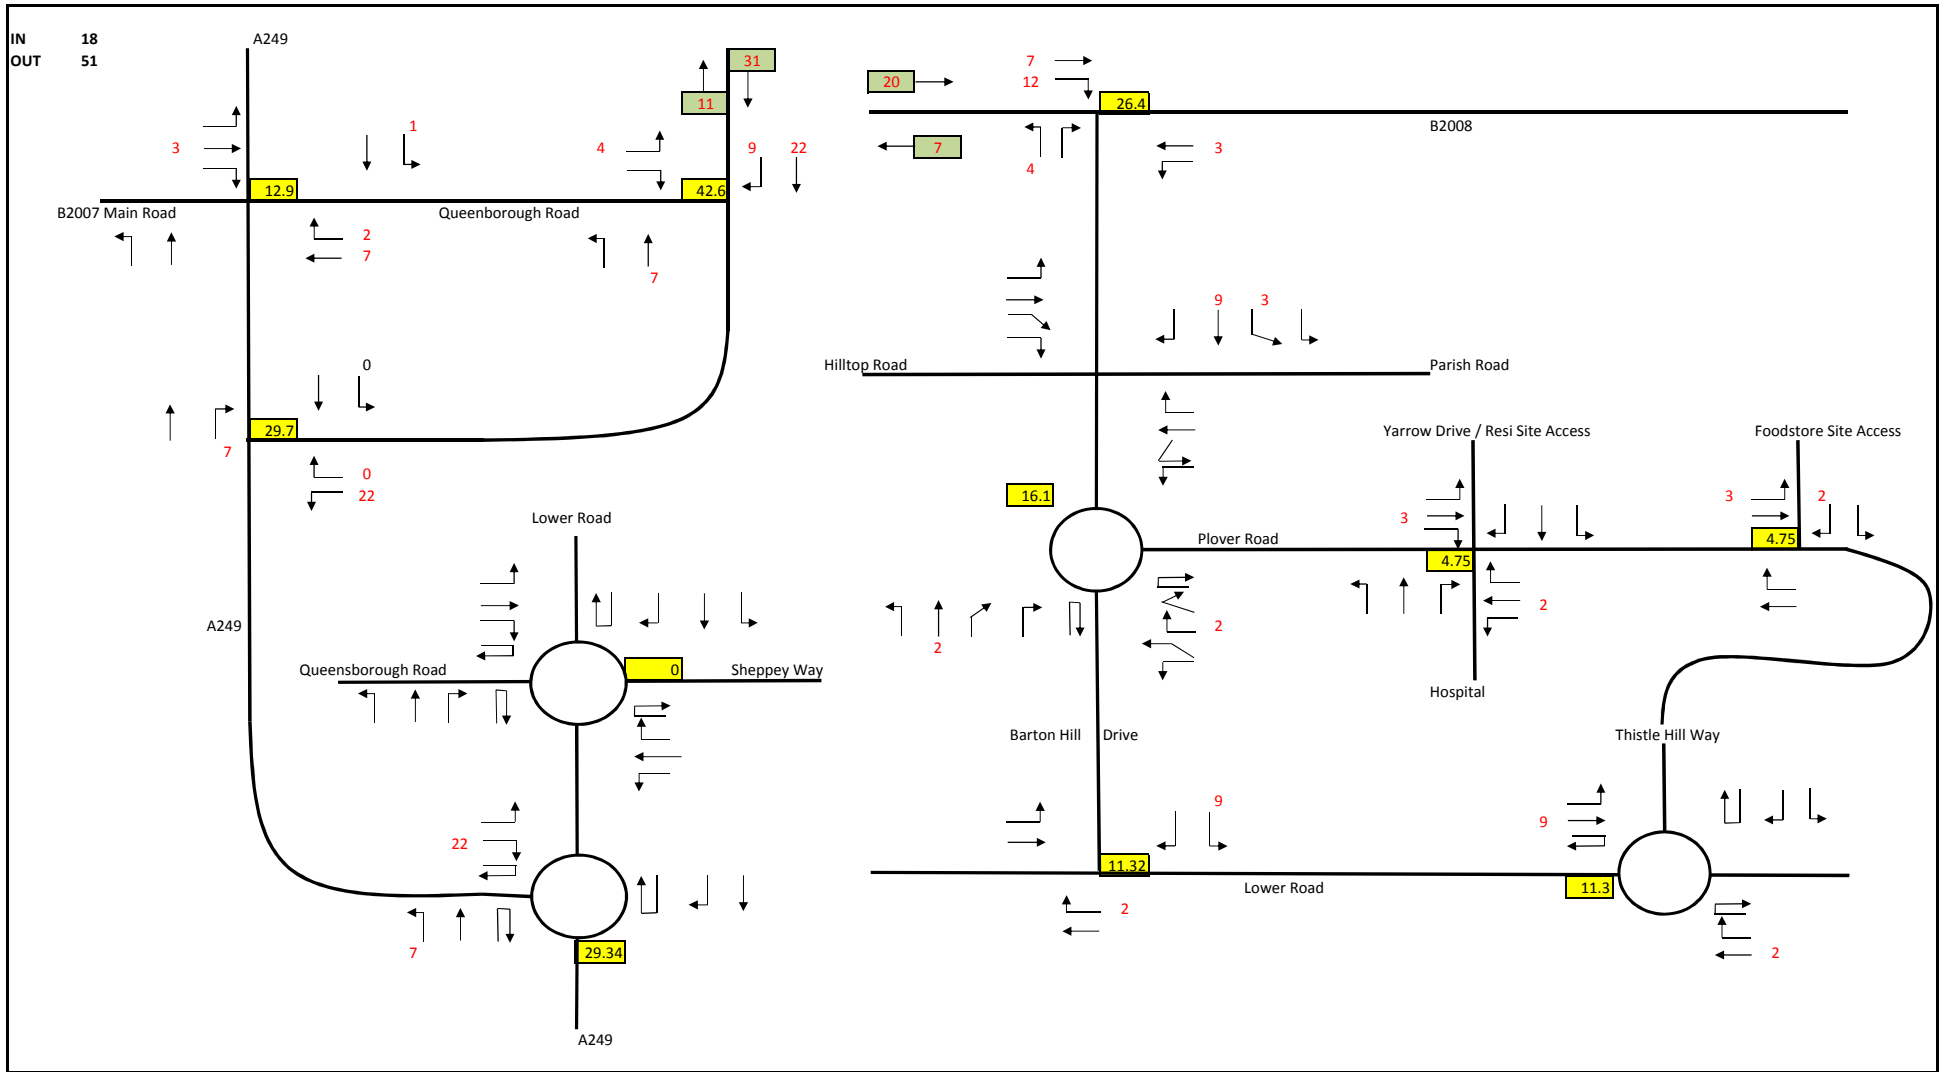 IN 18
OUT 51
A249
31
11
20
7
12
26.4
B2008
7
3
4
3
1
4
9 22
12.9
42.6
B2007 Main Road
Queenborough Road
2
7
7
9 3
0
Hilltop Road
Parish Road
29.7
7
0
22
Yarrow Drive / Resi Site Access
Foodstore Site Access
16.1
3
3 2
Lower Road
Plover Road
4.75
4.75
A249
2
2
2
Queensborough Road
0
Sheppey Way
Hospital
Barton Hill Drive
Thistle Hill Way
9
9
22
11.32
11.3
Lower Road
2
7
29.34
2
A249